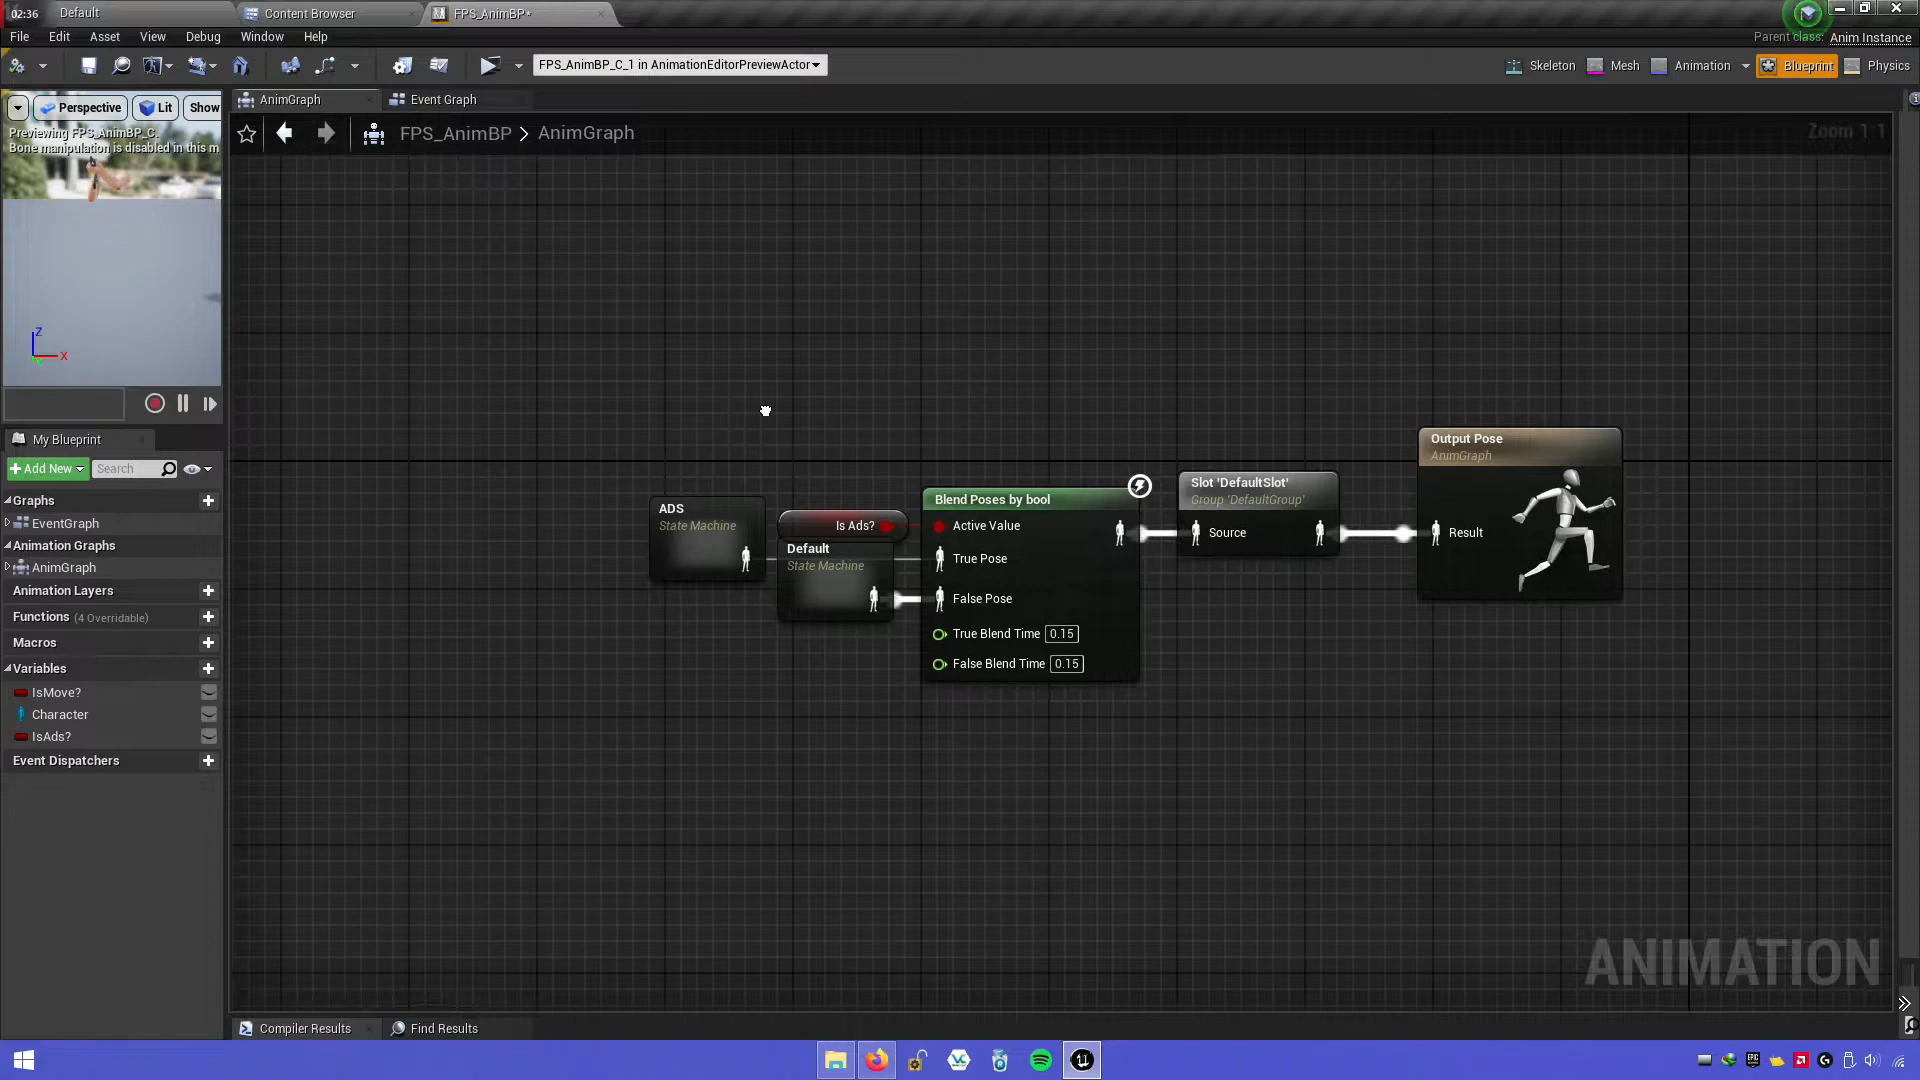 02:36
Default
Content Browser
FPS_AnimBP•
File
Edit
Asset
View
Debug
Window
Help
Parent class:
Anim Instance
FPS_AnimBP_C_1 in AnimationEditorPreviewActor
Skeleton
Mesh
Animation
Blueprint
Physics
Perspective
Lit
Show
Previewing FPS_AnimBP_C.
Bone manipulation is disabled in this m
Z
X
AnimGraph
Event Graph
FPS_AnimBP > AnimGraph
Zoom 1:1
My Blueprint
+ Add New
Search
Graphs
EventGraph
Animation Graphs
AnimGraph
Animation Layers
Functions (4 Overridable)
Macros
Variables
IsMove?
Character
IsAds?
Event Dispatchers
ADS
State Machine
Is Ads?
Default
State Machine
Blend Poses by bool
Active Value
True Pose
False Pose
True Blend Time 0.15
False Blend Time 0.15
Slot 'DefaultSlot'
Group 'DefaultGroup'
Source
Output Pose
AnimGraph
Result
ANIMATION
Compiler Results
Find Results